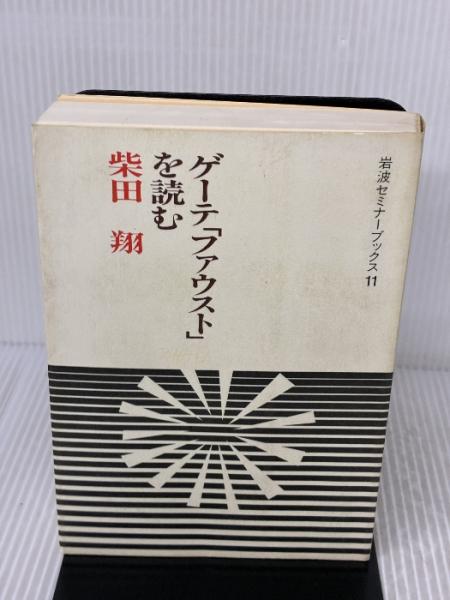 岩波セミナーブックス11
ゲーテ「ファウスト」
を読む
柴田 翔